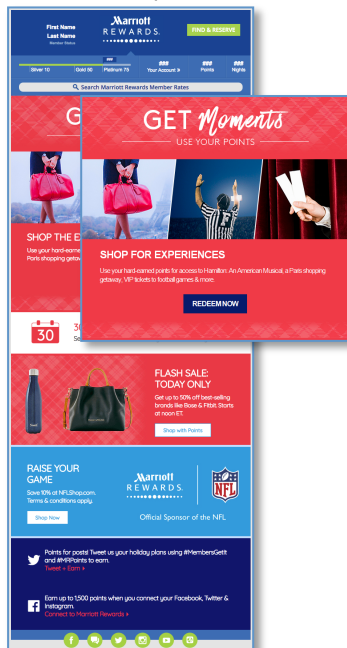 First Name
Last Name
Member Status
Marriott
REWARDS.
FIND & RESERVE
###
Silver 10
Gold 50
Platinum 75
###
Your Account
###
Points
###
Nights
Search Marriott Rewards Member Rates
G
GET Moments
USE YOUR POINTS
SHOP THE E
Use your hard-earne
Paris shopping getaw
SHOP FOR EXPERIENCES
Use your hard-earned points for access to Hamilton: An American Musical, a Paris shopping
getaway, VIP tickets to football games & more.
REDEEM NOW
30
30
Se
FLASH SALE:
TODAY ONLY
Get up to 50% off best-selling
brands like Bose & Fitbit. Starts
at noon ET.
Shop with Points
RAISE YOUR
GAME
Save 10% at NFLShop.com.
Terms & conditions apply.
Shop Now
Marriott
REWARDS.
NFL
Official Sponsor of the NFL
Points for posts! Tweet us your holiday plans using #MembersGetIt
and #MRPoints to earn.
Tweet + Earn
Earn up to 1,500 points when you connect your Facebook, Twitter &
Instagram.
Connect to Marriott Rewards